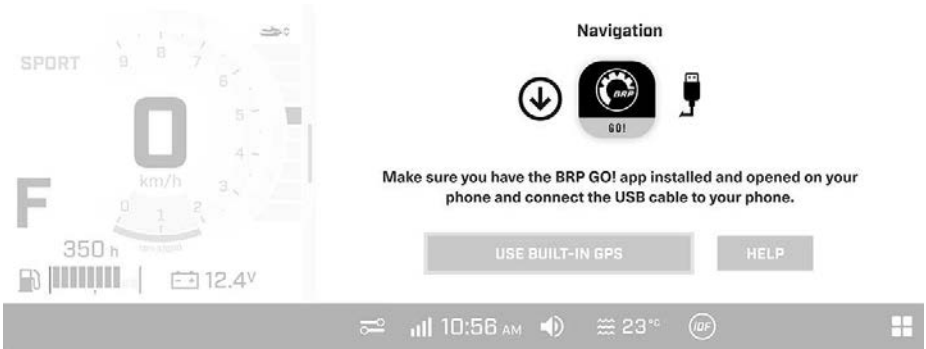 Navigation
SPORT
9 8 7 6 5 4 3 2 1 0
0
km/h
F
350 h
12.4V
BRP
GO!
Make sure you have the BRP GO! app installed and opened on your
phone and connect the USB cable to your phone.
USE BUILT-IN GPS
HELP
10:56 AM
23°C
iDF